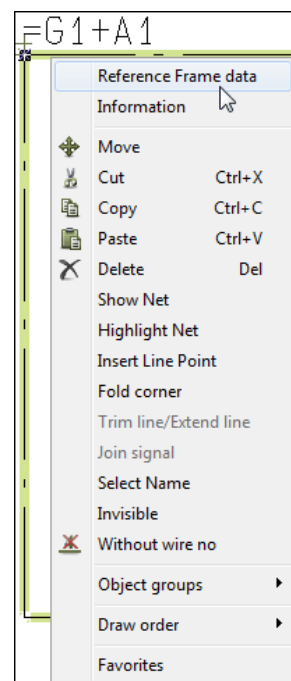 =G1+A1
Reference Frame data
Information
Move
Cut Ctrl+X
Copy Ctrl+C
Paste Ctrl+V
Delete Del
Show Net
Highlight Net
Insert Line Point
Fold corner
Trim line/Extend line
Join signal
Select Name
Invisible
Without wire no
Object groups
Draw order
Favorites